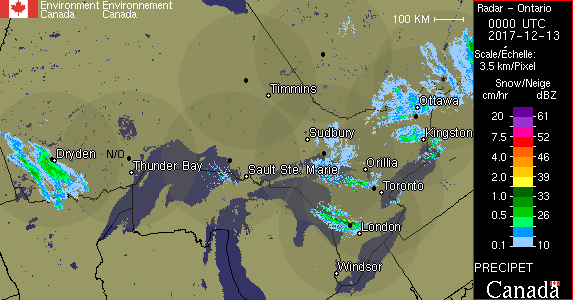 Environment Environnement
Canada Canada
100 KM
Timmins
Ottawa
Sudbury
Kingston
Dryden
N/O
Thunder Bay
Sault Ste. Marie
Orillia
Toronto
London
Windsor
Radar - Ontario
0000 UTC
2017-12-13
Scale/Échelle:
3.5 km/Pixel
Snow/Neige
cm/hr dBZ
20 61
7.5 52
4.0 46
2.0 39
1.0 33
0.5 26
0.1 10
PRECIPET
Canada